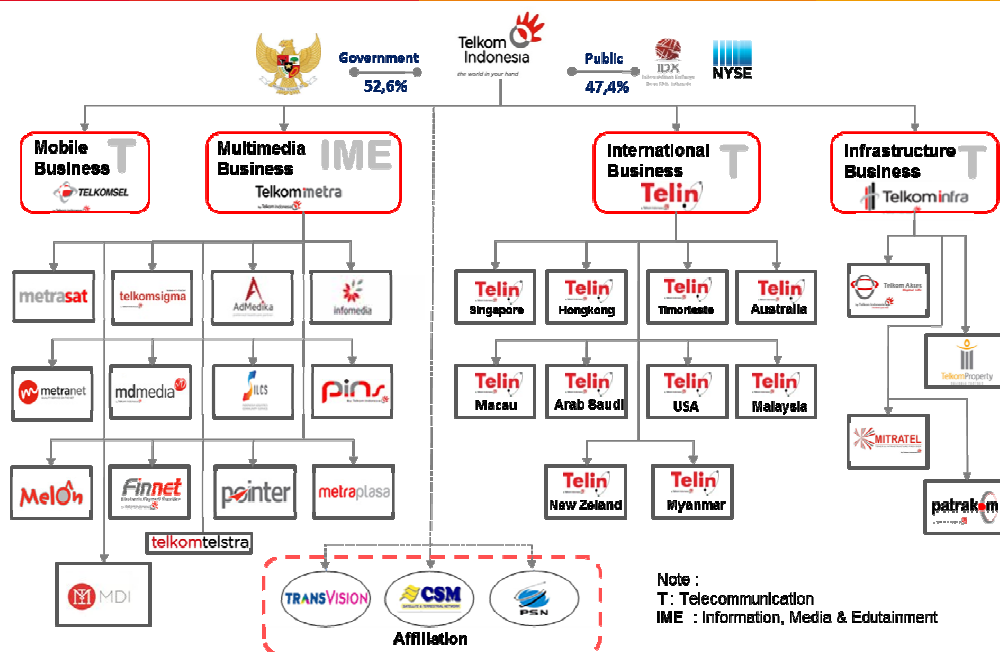 Telkom
Indonesia
the world in your hand
Government
52,6%
Public
47,4%
IDX
NYSE
Mobile
Business
T
TELKOMSEL
Multimedia
Business
IME
Telkommetra
International
Business
T
Telin
Infrastructure
Business
T
Telkominfra
metrasat
telkomsigma
AdMedika
infomedia
Telin
Singapore
Telin
Hongkong
Telin
Timorleste
Telin
Australia
Telkom Akses
metranet
mdmedia
ILCS
pins
Telin
Macau
Telin
Arab Saudi
Telin
USA
Telin
Malaysia
TelkomProperty
MITRATEL
Melon
Finnet
pointer
metraplasa
Telin
New Zeland
Telin
Myanmar
patrakom
telkomtelstra
MDI
TRANSVISION
CSM
PSN
Affiliation
Note :
T : Telecommunication
IME : Information, Media & Edutainment